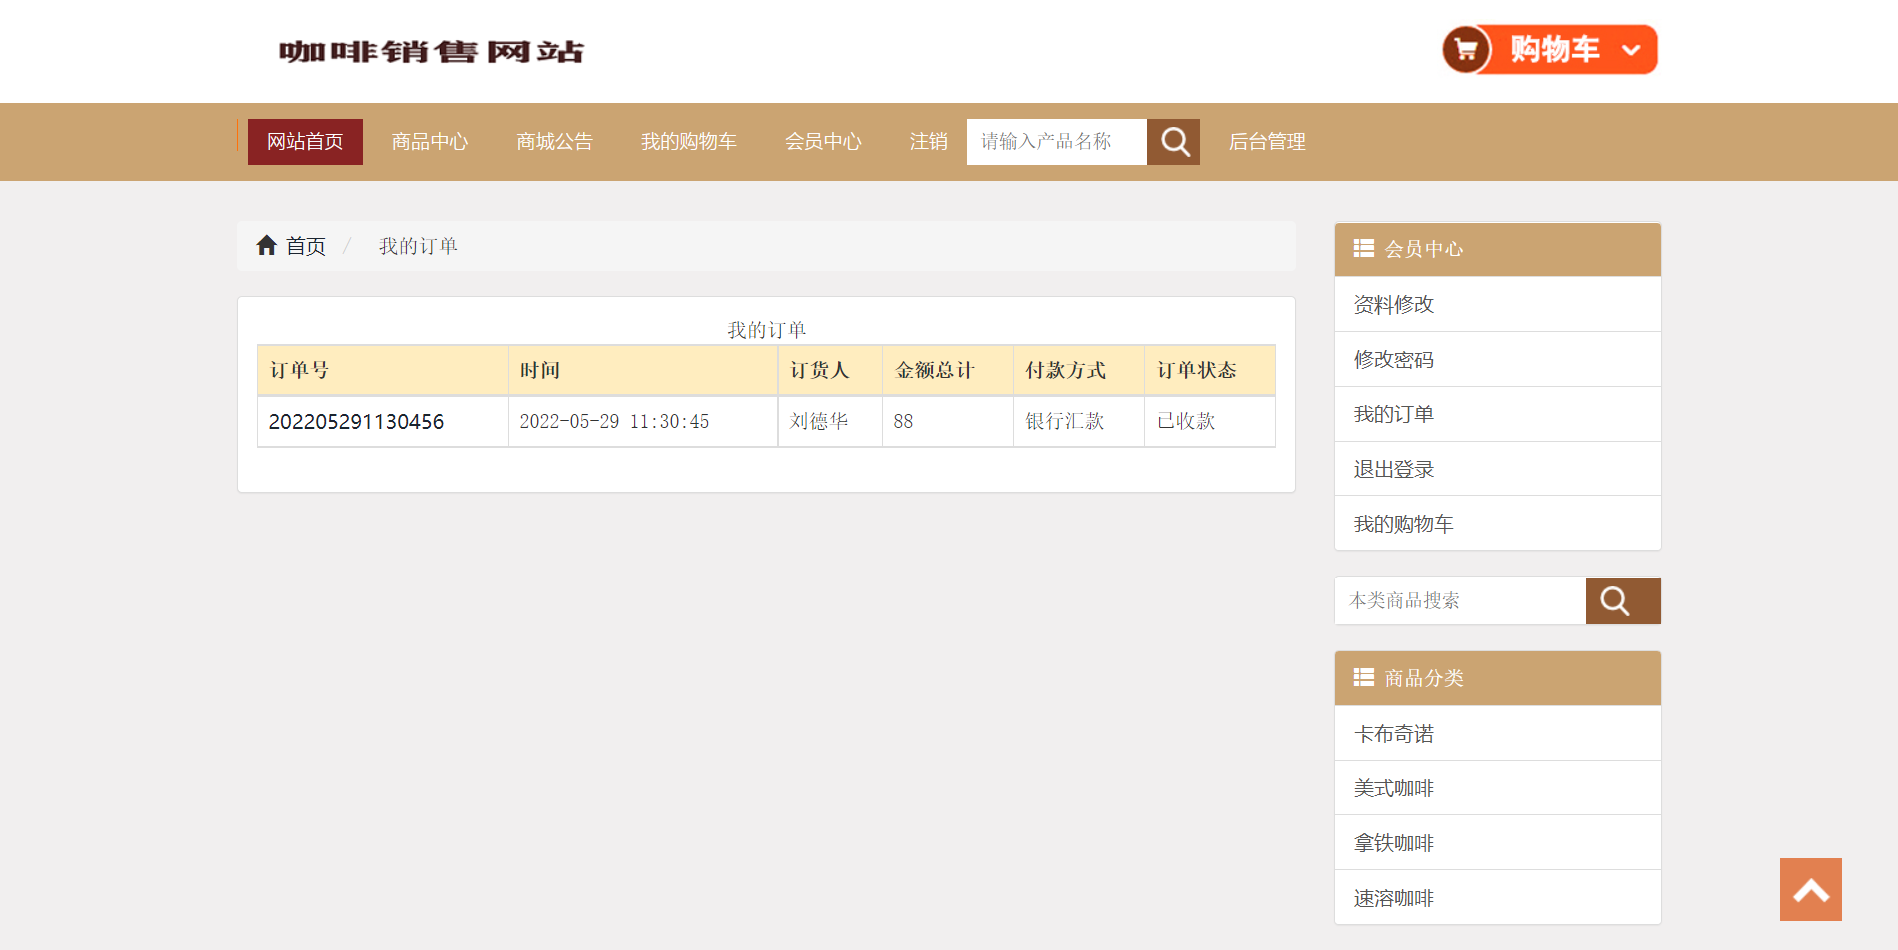 咖啡销售网站
购物车
网站首页 商品中心 商城公告 我的购物车 会员中心 注销 请输入产品名称 后台管理
首页 / 我的订单
我的订单
订单号 时间 订货人 金额总计 付款方式 订单状态
202205291130456 2022-05-29 11:30:45 刘德华 88 银行汇款 已收款
会员中心
资料修改
修改密码
我的订单
退出登录
我的购物车
本类商品搜索
商品分类
卡布奇诺
美式咖啡
拿铁咖啡
速溶咖啡